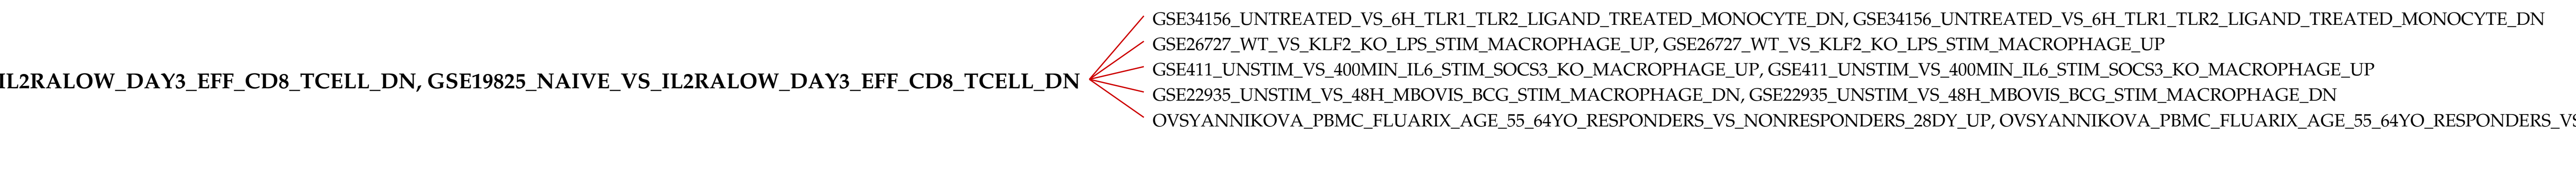 GSE34156_UNTREATED_VS_6H_TLR1_TLR2_LIGAND_TREATED_MONOCYTE_DN, GSE34156_UNTREATED_VS_6H_TLR1_TLR2_LIGAND_TREATED_MONOCYTE_DN
GSE26727_WT_VS_KLF2_KO_LPS_STIM_MACROPHAGE_UP, GSE26727_WT_VS_KLF2_KO_LPS_STIM_MACROPHAGE_UP
GSE411_UNSTIM_VS_400MIN_IL6_STIM_SOCS3_KO_MACROPHAGE_UP, GSE411_UNSTIM_VS_400MIN_IL6_STIM_SOCS3_KO_MACROPHAGE_UP
IL2RALOW_DAY3_EFF_CD8_TCELL_DN, GSE19825_NAIVE_VS_IL2RALOW_DAY3_EFF_CD8_TCELL_DN
GSE22935_UNSTIM_VS_48H_MBOVIS_BCG_STIM_MACROPHAGE_DN, GSE22935_UNSTIM_VS_48H_MBOVIS_BCG_STIM_MACROPHAGE_DN
OVSYANNIKOVA_PBMC_FLUARIX_AGE_55_64YO_RESPONDERS_VS_NONRESPONDERS_28DY_UP, OVSYANNIKOVA_PBMC_FLUARIX_AGE_55_64YO_RESPONDERS_VS